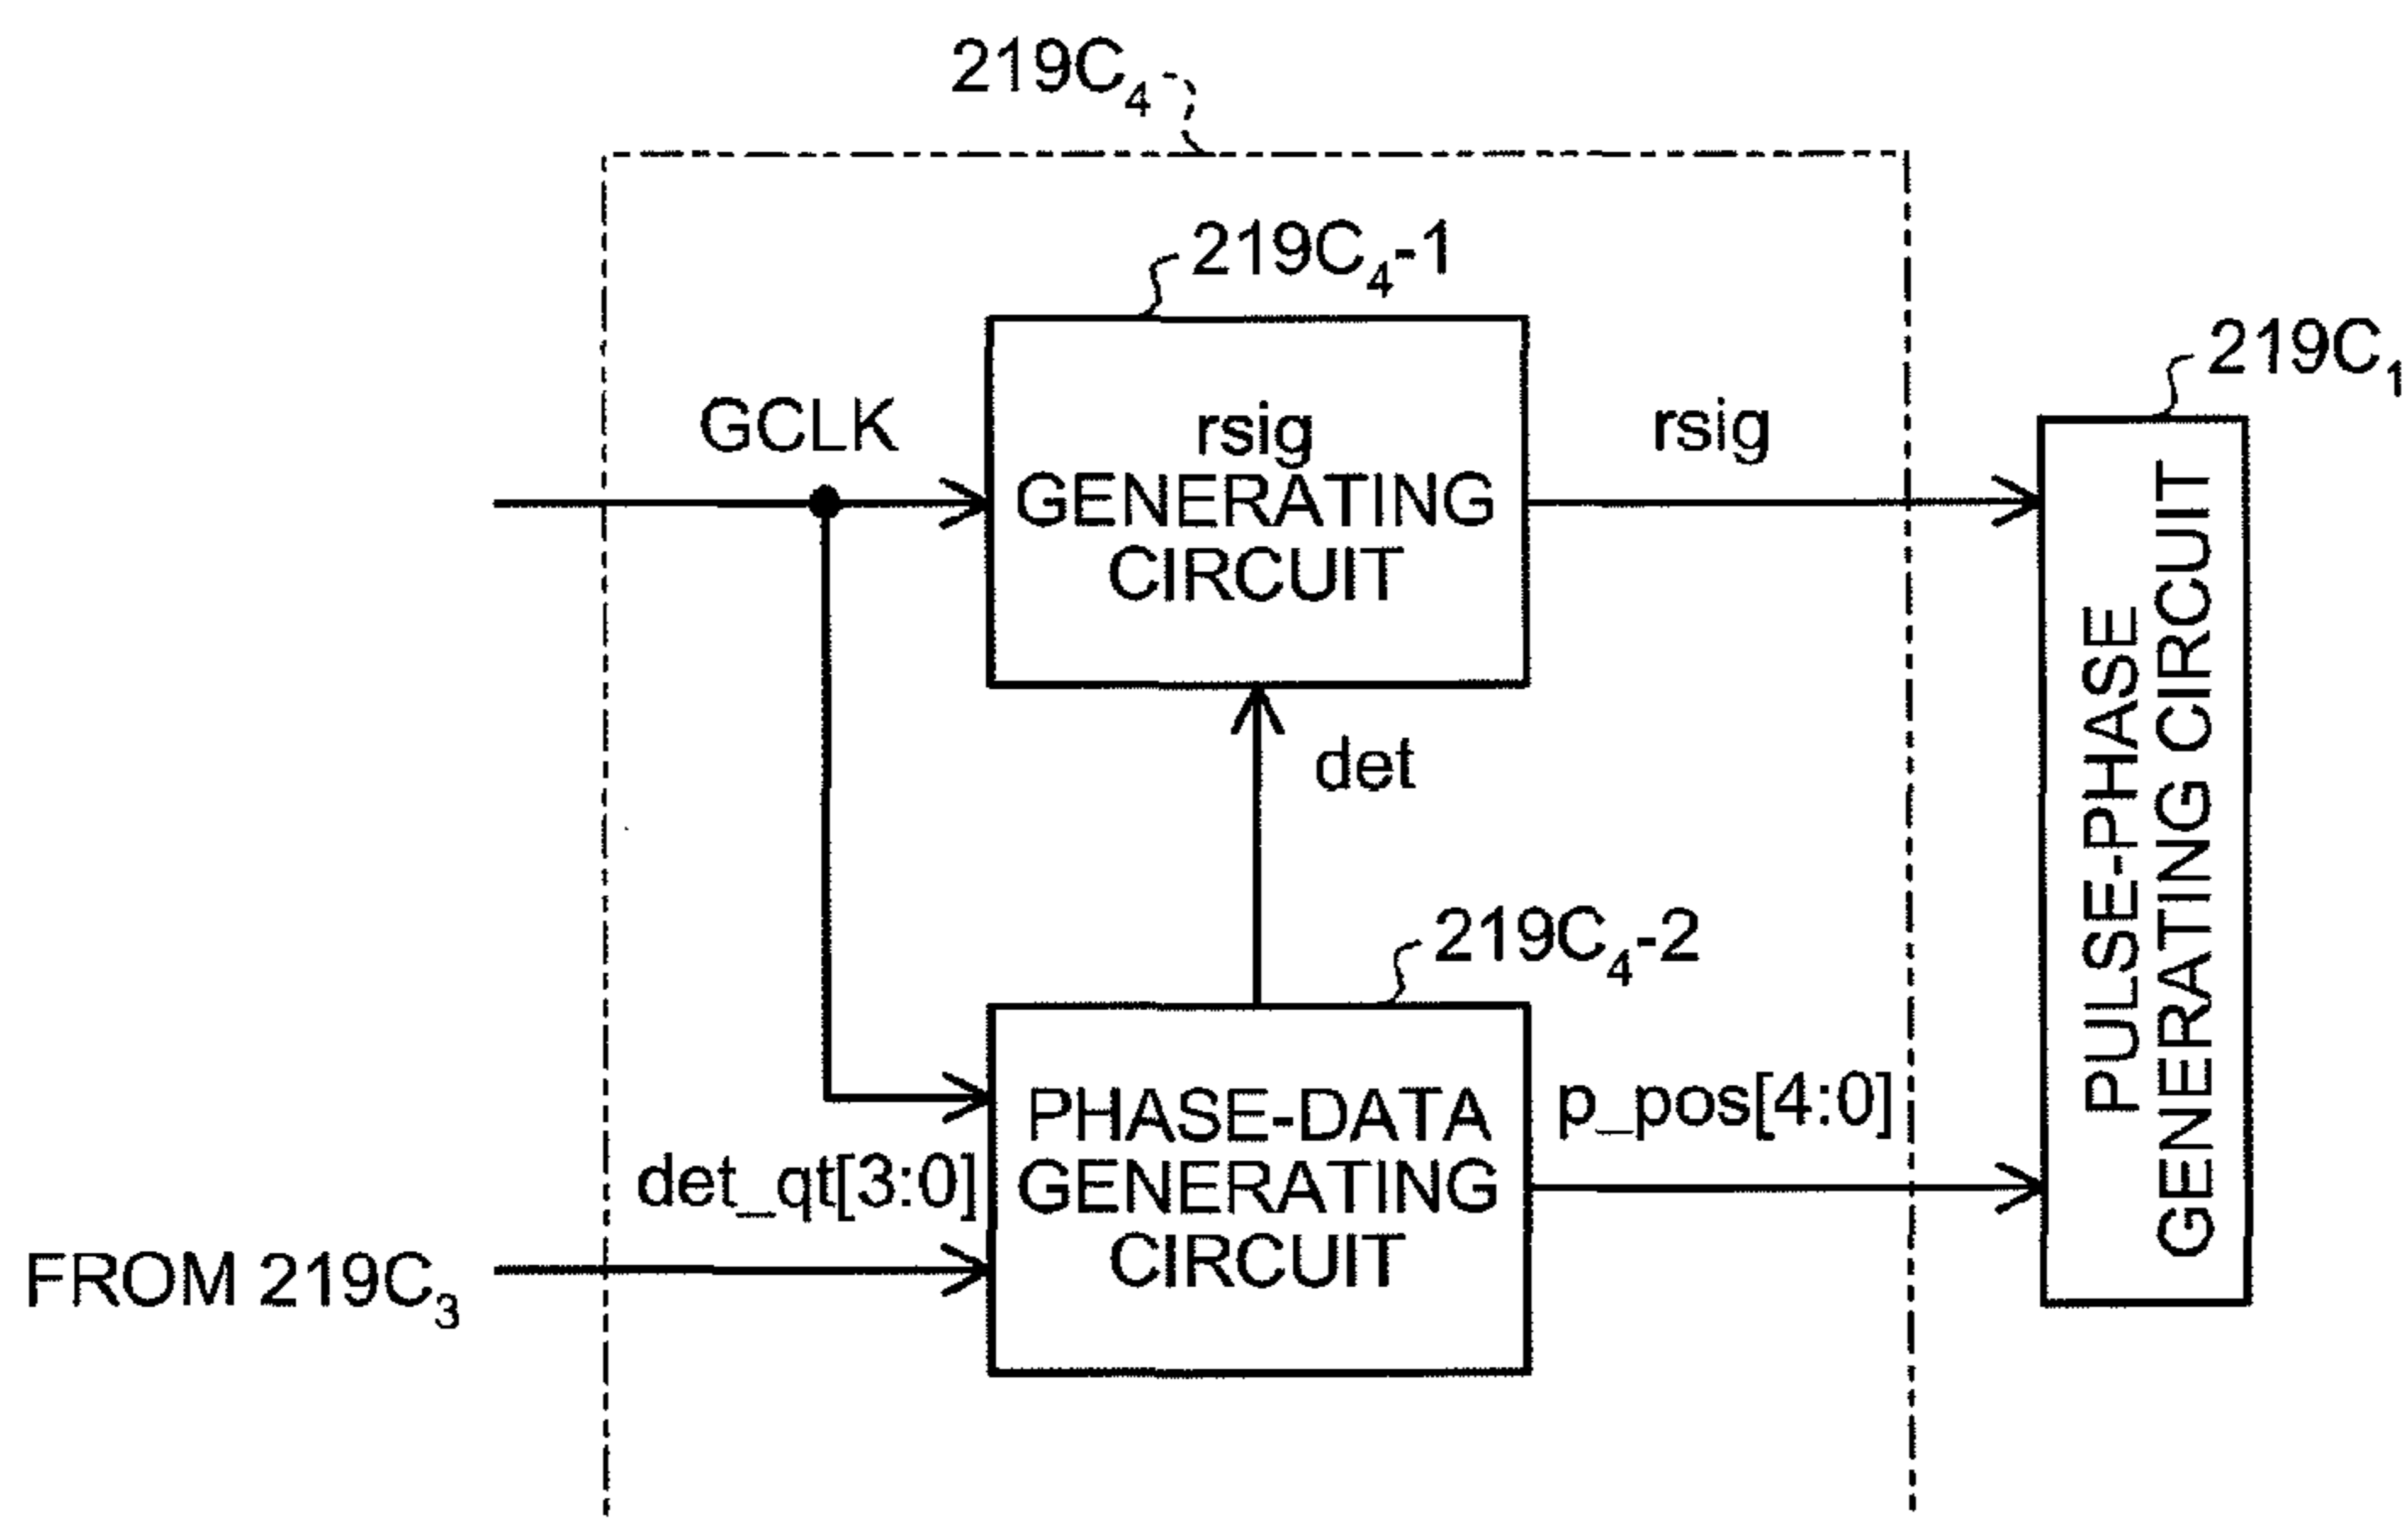 219C₄
219C₄-1
219C₁
GCLK
rsig
GENERATING
CIRCUIT
rsig
det
219C₄-2
PULSE-PHASE
GENERATING CIRCUIT
det_qt[3:0]
PHASE-DATA
GENERATING
CIRCUIT
p_pos[4:0]
FROM 219C₃